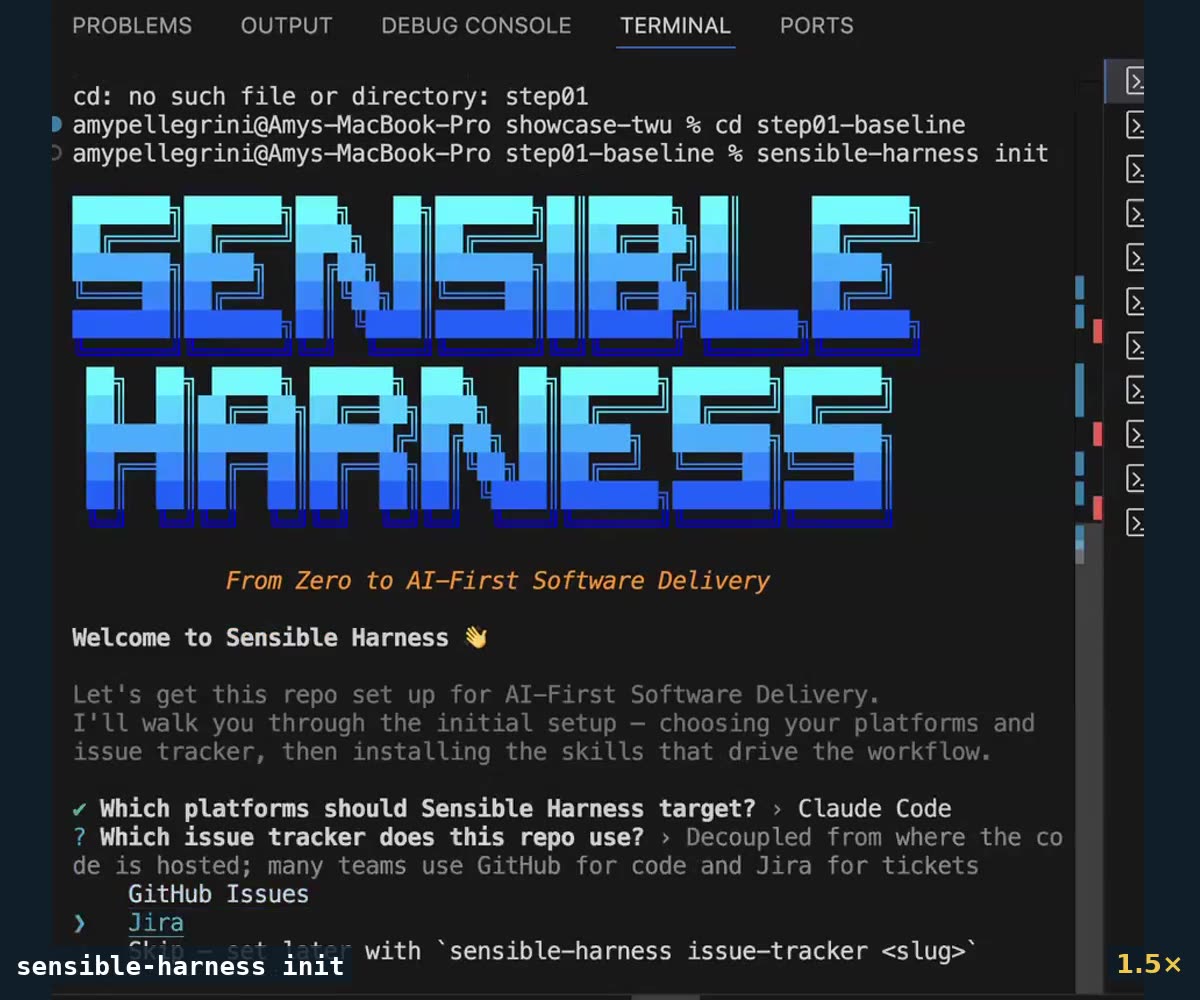 PROBLEMS OUTPUT DEBUG CONSOLE TERMINAL PORTS
cd: no such file or directory: step01
amypellegrini@Amys-MacBook-Pro showcase-twu % cd step01-baseline
amypellegrini@Amys-MacBook-Pro step01-baseline % sensible-harness init
SENSIBLE
HARNESS
From Zero to AI-First Software Delivery
Welcome to Sensible Harness 👋
Let's get this repo set up for AI-First Software Delivery.
I'll walk you through the initial setup — choosing your platforms and
issue tracker, then installing the skills that drive the workflow.
✔ Which platforms should Sensible Harness target? › Claude Code
? Which issue tracker does this repo use? › Decoupled from where the co
de is hosted; many teams use GitHub for code and Jira for tickets
GitHub Issues
❯ Jira
Skip — set later with `sensible-harness issue-tracker <slug>`
sensible-harness init
1.5×